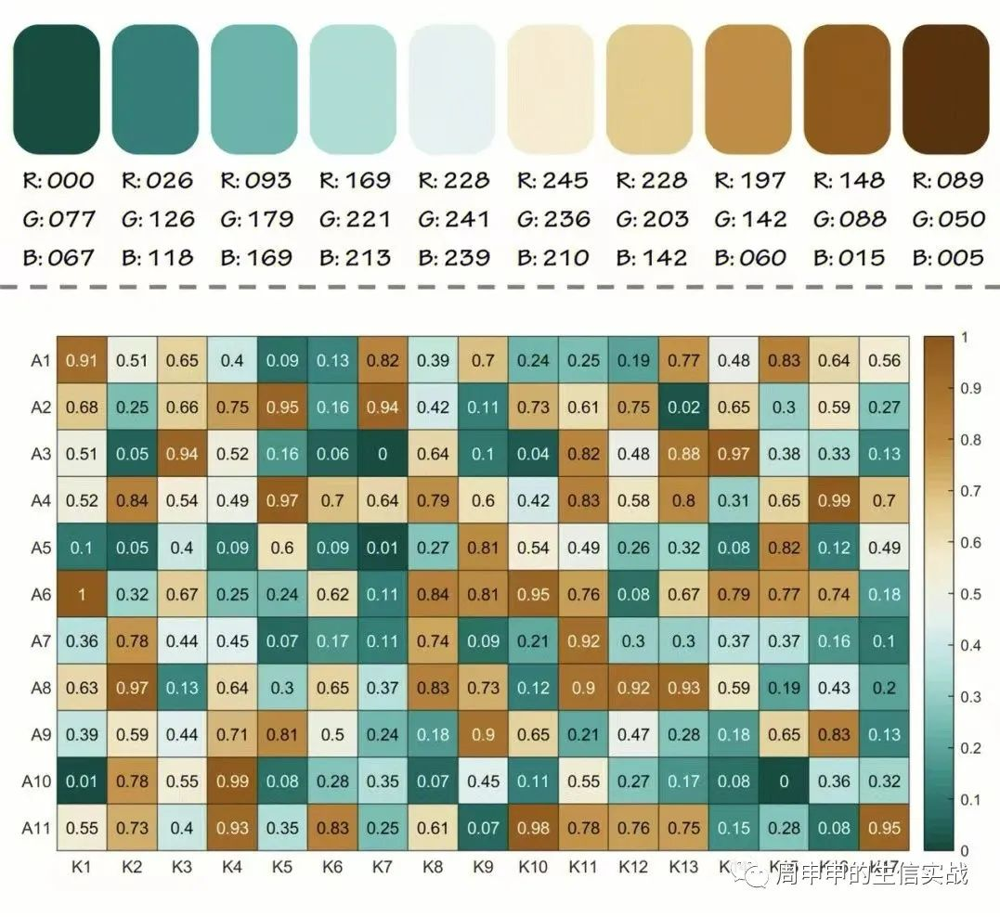 R: 000 R: 026 R: 093 R: 169 R: 228 R: 245 R: 228 R: 197 R: 148 R: 089
G: 077 G: 126 G: 179 G: 221 G: 241 G: 236 G: 203 G: 142 G: 088 G: 050
B: 067 B: 118 B: 169 B: 213 B: 239 B: 210 B: 142 B: 060 B: 015 B: 005
A1 0.91 0.51 0.65 0.4 0.09 0.13 0.82 0.39 0.7 0.24 0.25 0.19 0.77 0.48 0.83 0.64 0.56
A2 0.68 0.25 0.66 0.75 0.95 0.16 0.94 0.42 0.11 0.73 0.61 0.75 0.02 0.65 0.3 0.59 0.27
A3 0.51 0.05 0.94 0.52 0.16 0.06 0 0.64 0.1 0.04 0.82 0.48 0.88 0.97 0.38 0.33 0.13
A4 0.52 0.84 0.54 0.49 0.97 0.7 0.64 0.79 0.6 0.42 0.83 0.58 0.8 0.31 0.65 0.99 0.7
A5 0.1 0.05 0.4 0.09 0.6 0.09 0.01 0.27 0.81 0.54 0.49 0.26 0.32 0.08 0.82 0.12 0.49
A6 1 0.32 0.67 0.25 0.24 0.62 0.11 0.84 0.81 0.95 0.76 0.08 0.67 0.79 0.77 0.74 0.18
A7 0.36 0.78 0.44 0.45 0.07 0.17 0.11 0.74 0.09 0.21 0.92 0.3 0.3 0.37 0.37 0.16 0.1
A8 0.63 0.97 0.13 0.64 0.3 0.65 0.37 0.83 0.73 0.12 0.9 0.92 0.93 0.59 0.19 0.43 0.2
A9 0.39 0.59 0.44 0.71 0.81 0.5 0.24 0.18 0.9 0.65 0.21 0.47 0.28 0.18 0.65 0.83 0.13
A10 0.01 0.78 0.55 0.99 0.08 0.28 0.35 0.07 0.45 0.11 0.55 0.27 0.17 0.08 0 0.36 0.32
A11 0.55 0.73 0.4 0.93 0.35 0.83 0.25 0.61 0.07 0.98 0.78 0.76 0.75 0.15 0.28 0.08 0.95
K1 K2 K3 K4 K5 K6 K7 K8 K9 K10 K11 K12 K13
1
0.9
0.8
0.7
0.6
0.5
0.4
0.3
0.2
0.1
0
周申申的生信实战